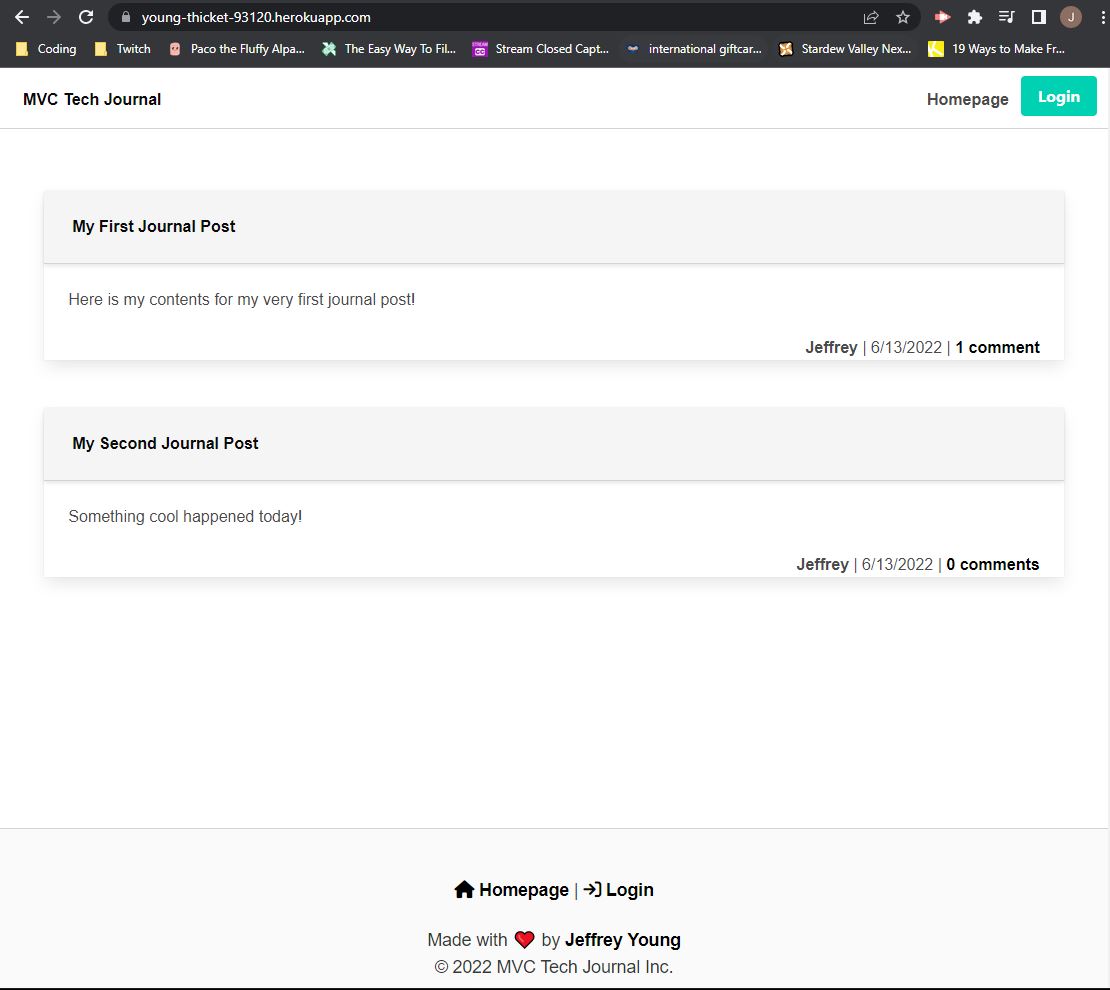 young-thicket-93120.herokuapp.com
J
Coding Twitch Paco the Fluffy Alpa... The Easy Way To Fil... STREAM CC Stream Closed Capt... international giftcar... Stardew Valley Nex... 19 Ways to Make Fr...
MVC Tech Journal Homepage Login
My First Journal Post
Here is my contents for my very first journal post!
Jeffrey | 6/13/2022 | 1 comment
My Second Journal Post
Something cool happened today!
Jeffrey | 6/13/2022 | 0 comments
Homepage | Login
Made with ❤ by Jeffrey Young
© 2022 MVC Tech Journal Inc.